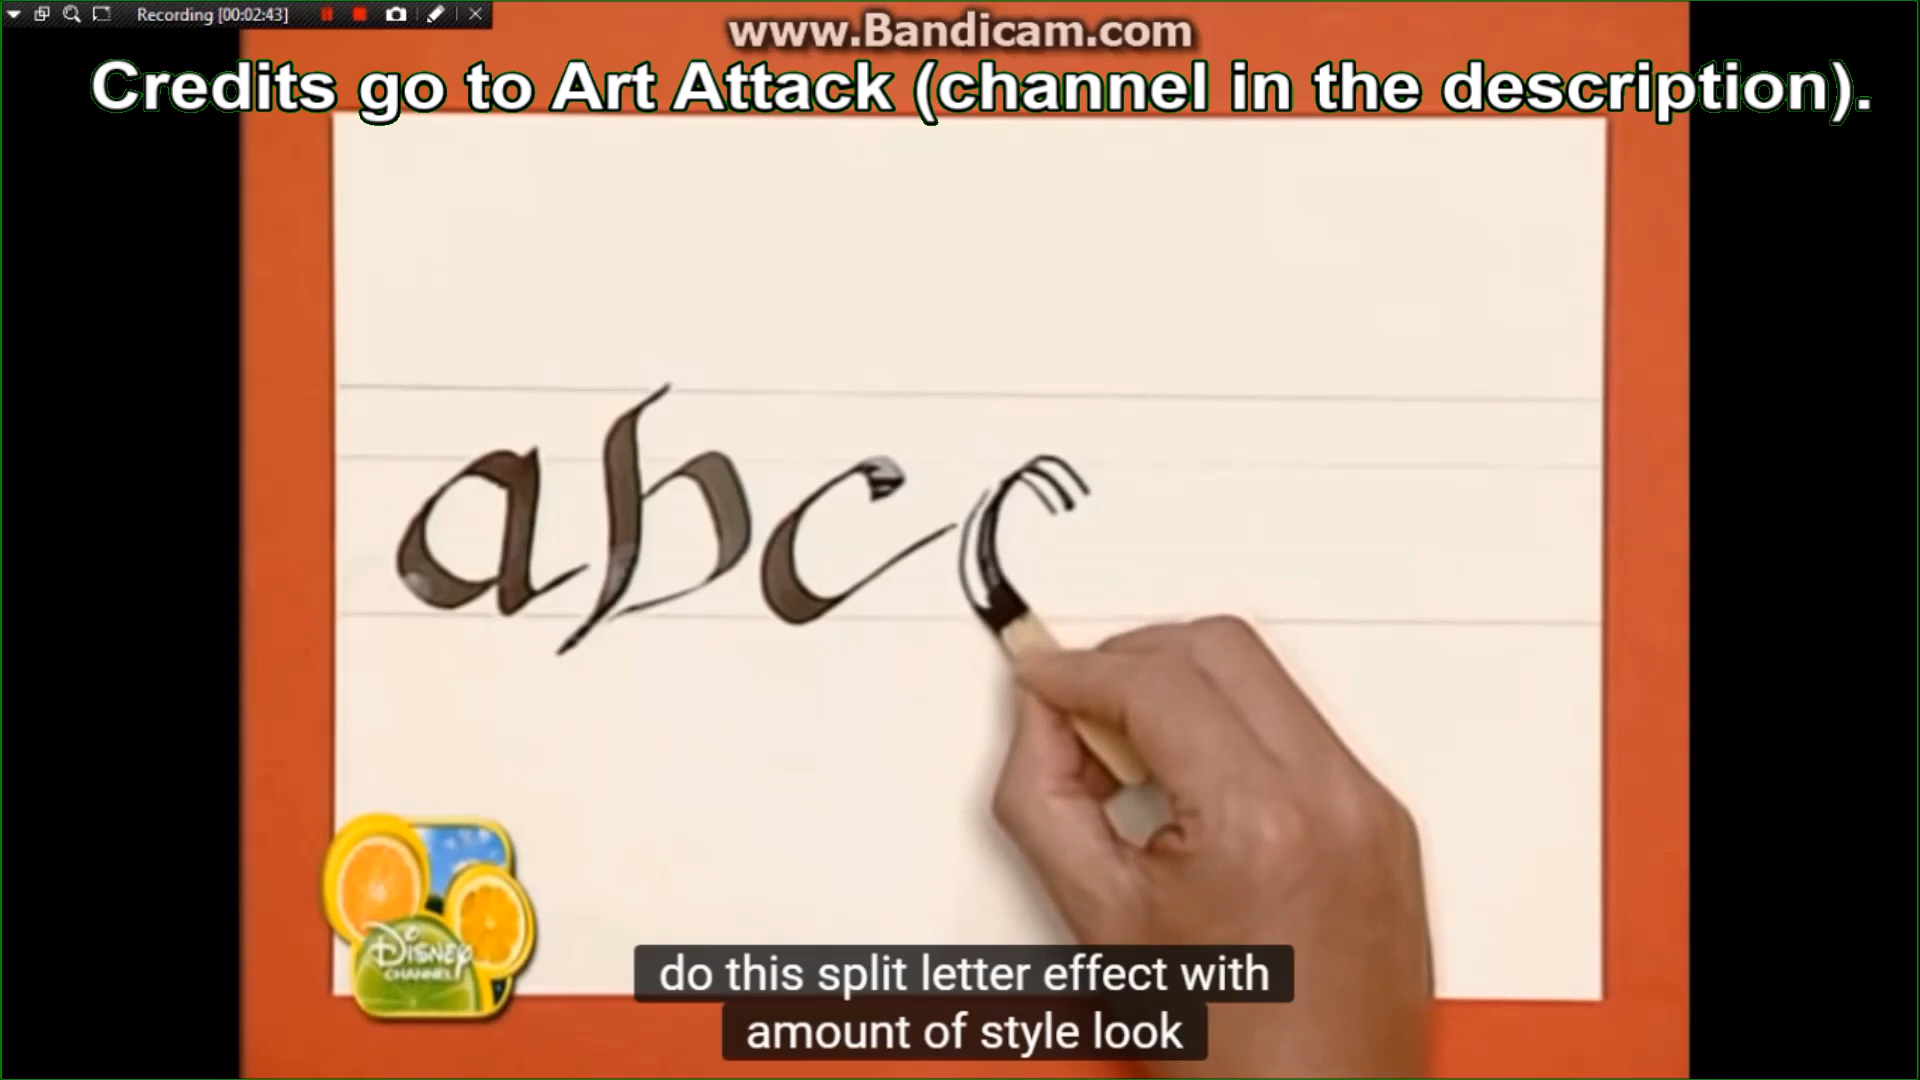 Recording [00:02:43]
www.Bandicam.com
Credits go to Art Attack (channel in the description).
abcc
DISNEY
CHANNEL
do this split letter effect with
amount of style look